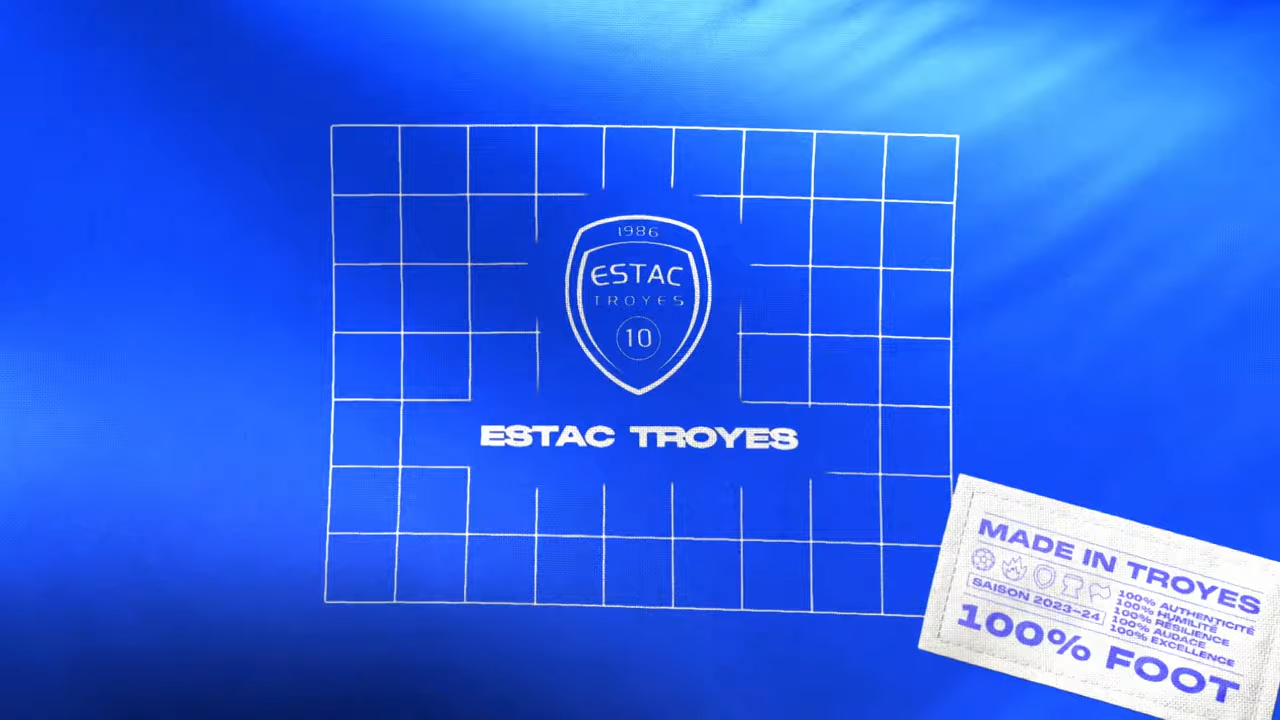 1986
ESTAC
TROYES
10
ESTAC TROYES
MADE IN TROYES
SAISON 2023-24
100% AUTHENTICITÉ
100% HUMILITÉ
100% RÉSILIENCE
100% AUDACE
100% EXCELLENCE
100% FOOT